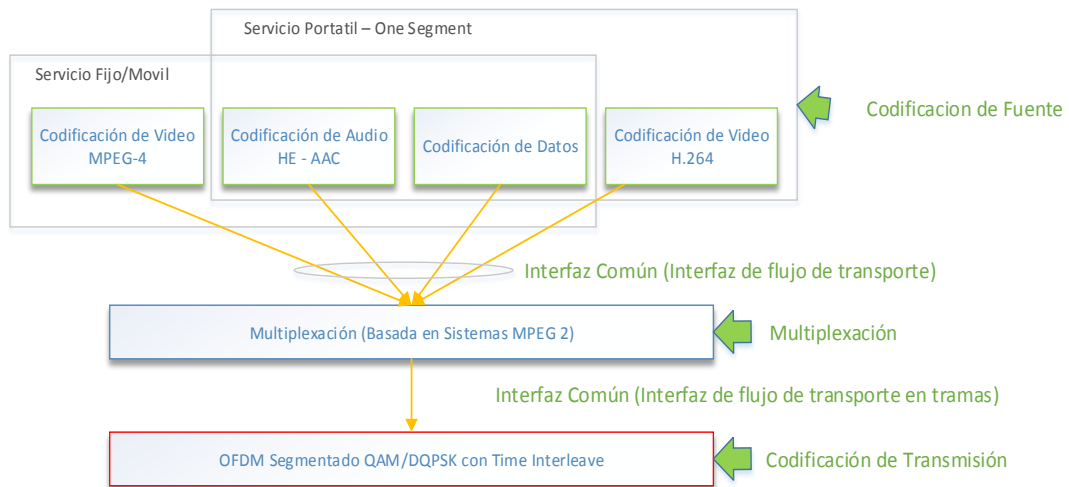 Servicio Portatil – One Segment
Servicio Fijo/Movil
Codificación de Video
MPEG-4
Codificación de Audio
HE - AAC
Codificación de Datos
Codificación de Video
H.264
Codificacion de Fuente
Interfaz Común (Interfaz de flujo de transporte)
Multiplexación (Basada en Sistemas MPEG 2)
Multiplexación
Interfaz Común (Interfaz de flujo de transporte en tramas)
OFDM Segmentado QAM/DQPSK con Time Interleave
Codificación de Transmisión